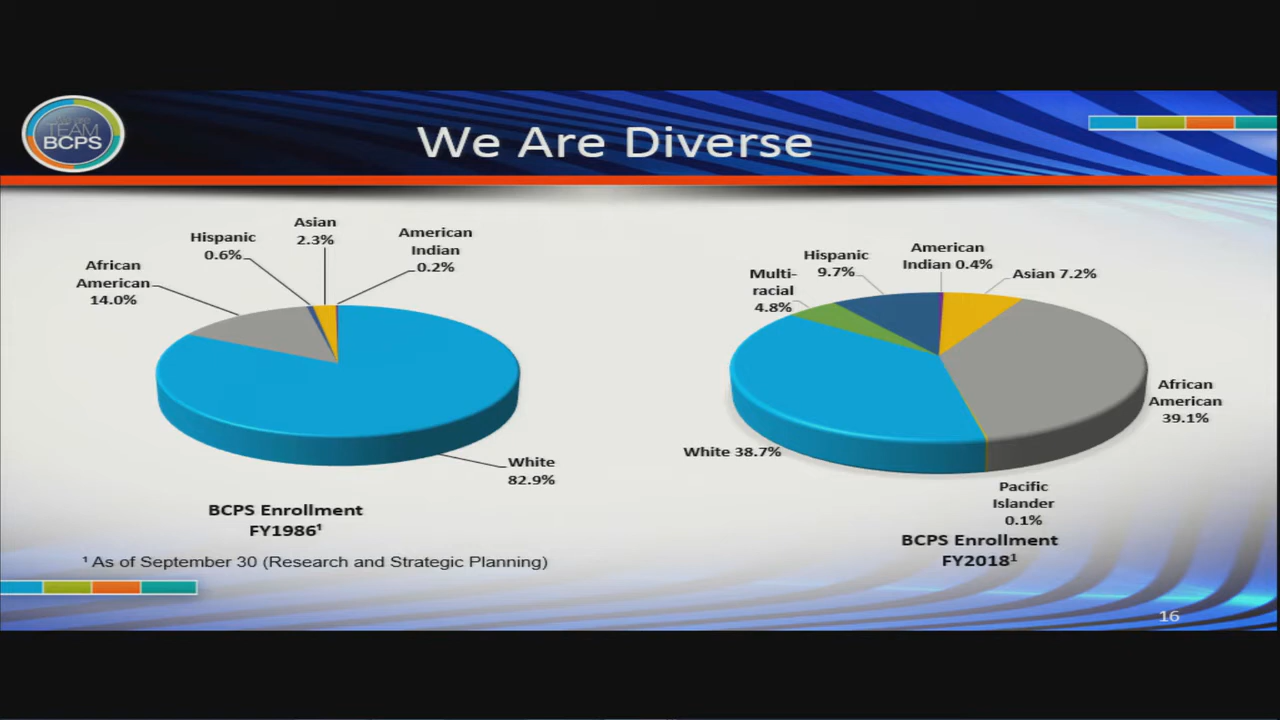 TEAM
BCPS
We Are Diverse
African
American
14.0%
Hispanic
0.6%
Asian
2.3%
American
Indian
0.2%
White
82.9%
BCPS Enrollment
FY1986¹
¹ As of September 30 (Research and Strategic Planning)
Multi-
racial
4.8%
Hispanic
9.7%
American
Indian 0.4%
Asian 7.2%
African
American
39.1%
White 38.7%
Pacific
Islander
0.1%
BCPS Enrollment
FY2018¹
16